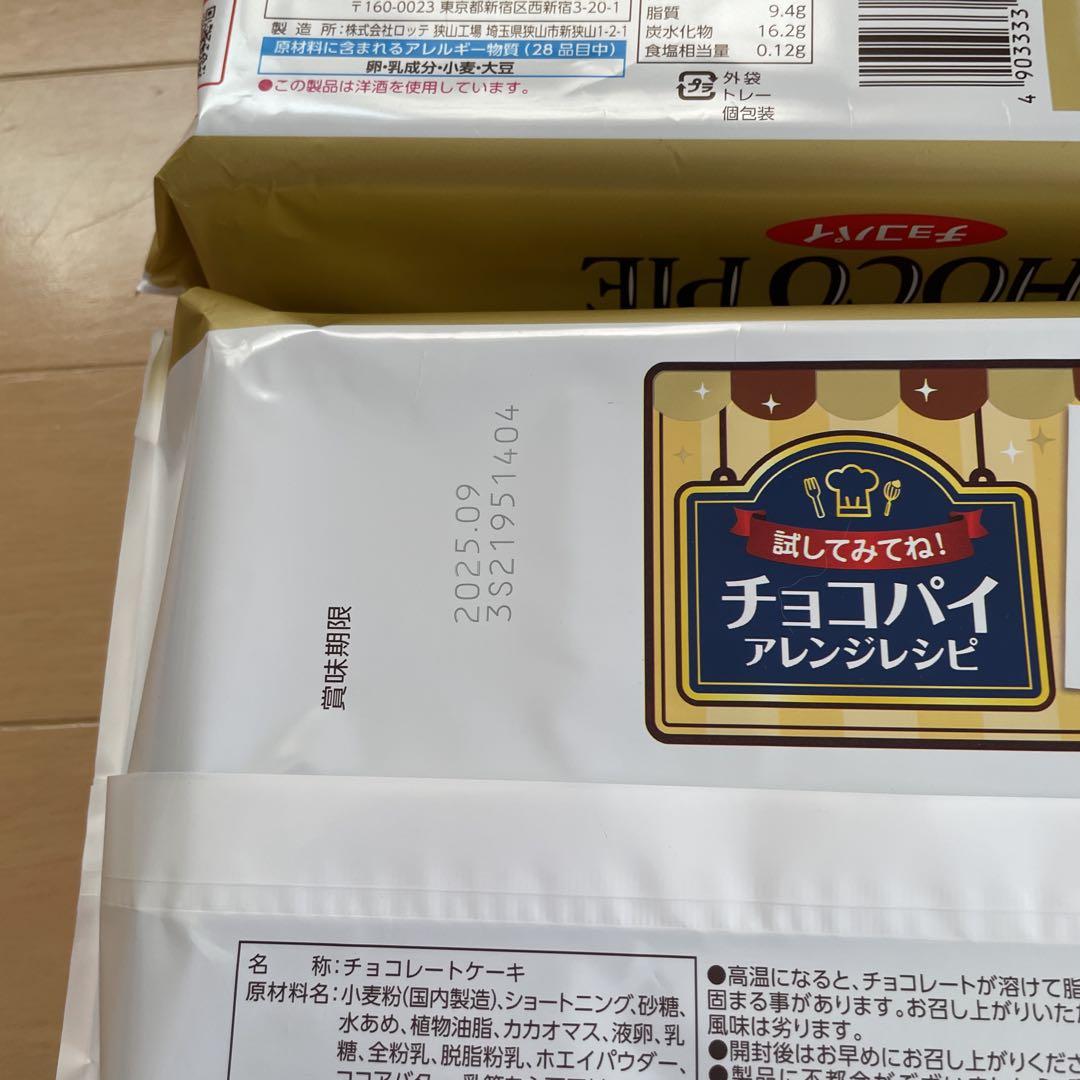 〒160-0023 東京都新宿区西新宿3-20-1
製造所:株式会社ロッテ 狭山工場 埼玉県狭山市新狭山1-2-1
原材料に含まれるアレルギー物質(28品目中)
卵・乳成分・小麦・大豆
●この製品は洋酒を使用しています。
脂質 9.4g
炭水化物 16.2g
食塩相当量 0.12g
プラ
外袋
トレー
個包装
4 903333
チョコパイ
HOCO PIE
賞味期限
2025.09
3S21951404
試してみてね!
チョコパイ
アレンジレシピ
名称:チョコレートケーキ
原材料名:小麦粉(国内製造)、ショートニング、砂糖、
水あめ、植物油脂、カカオマス、液卵、乳
糖、全粉乳、脱脂粉乳、ホエイパウダー、
●高温になると、チョコレートが溶けて脂
固まる事があります。お召し上がりいただ
風味は劣ります。
●開封後はお早めにお召し上がりくださ